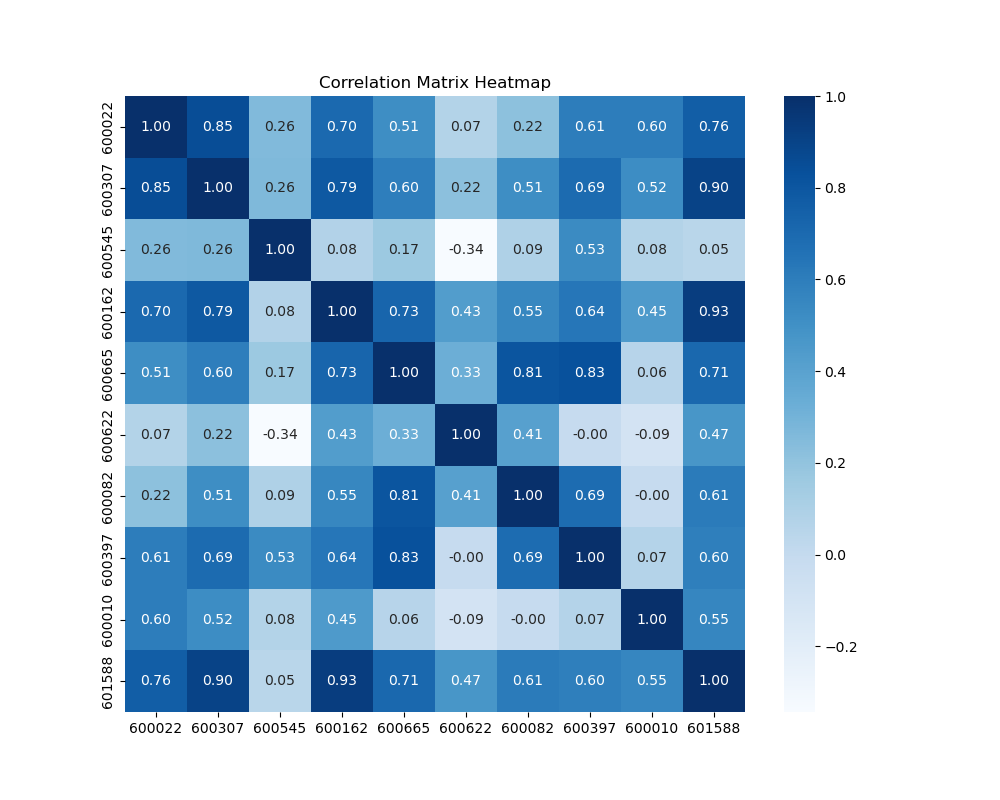 Correlation Matrix Heatmap
600022 1.00 0.85 0.26 0.70 0.51 0.07 0.22 0.61 0.60 0.76
600307 0.85 1.00 0.26 0.79 0.60 0.22 0.51 0.69 0.52 0.90
600545 0.26 0.26 1.00 0.08 0.17 -0.34 0.09 0.53 0.08 0.05
600162 0.70 0.79 0.08 1.00 0.73 0.43 0.55 0.64 0.45 0.93
600665 0.51 0.60 0.17 0.73 1.00 0.33 0.81 0.83 0.06 0.71
600622 0.07 0.22 -0.34 0.43 0.33 1.00 0.41 -0.00 -0.09 0.47
600082 0.22 0.51 0.09 0.55 0.81 0.41 1.00 0.69 -0.00 0.61
600397 0.61 0.69 0.53 0.64 0.83 -0.00 0.69 1.00 0.07 0.60
600010 0.60 0.52 0.08 0.45 0.06 -0.09 -0.00 0.07 1.00 0.55
601588 0.76 0.90 0.05 0.93 0.71 0.47 0.61 0.60 0.55 1.00
600022 600307 600545 600162 600665 600622 600082 600397 600010 601588
1.0
0.8
0.6
0.4
0.2
0.0
−0.2